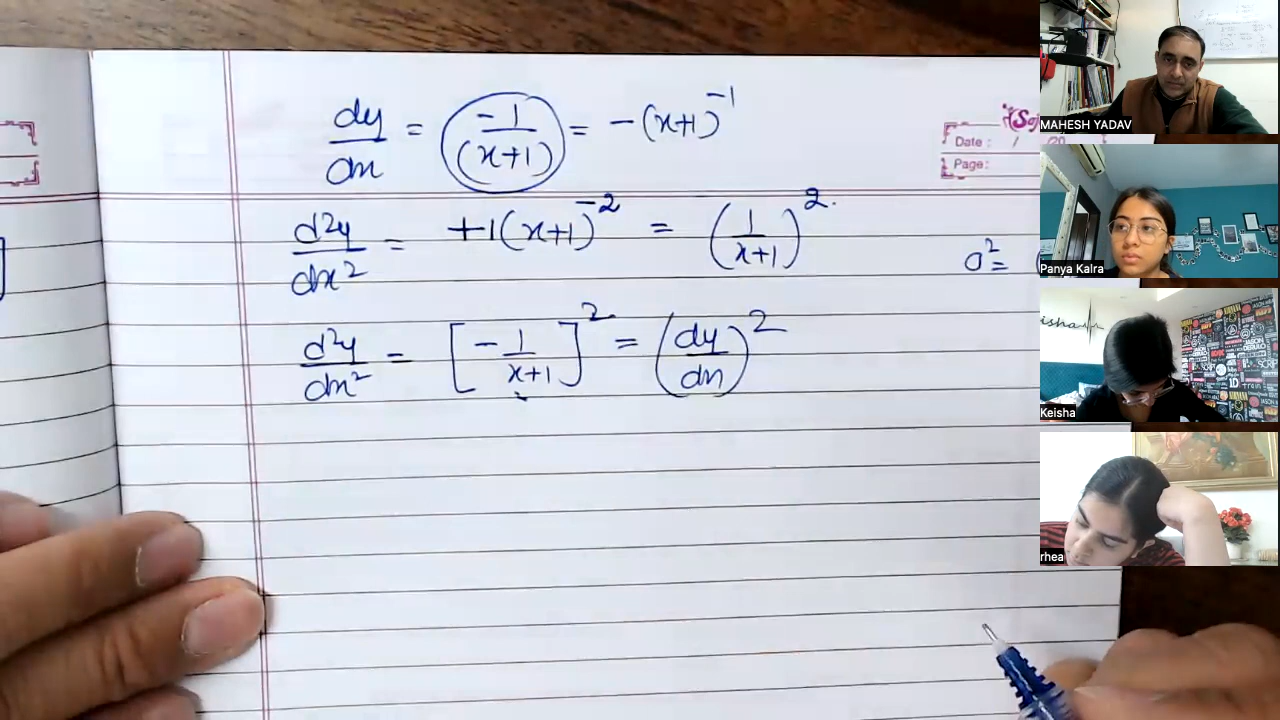 dy/dx = -1/(x+1) = -(x+1)^-1
d²y/dx² = +1(x+1)^-2 = (1/(x+1))^2.
σ² =
d²y/dx² = [-1/(x+1)]^2 = (dy/dx)^2
Date : / /20
Page:
MAHESH YADAV
Panya Kalra
Keisha
rhea